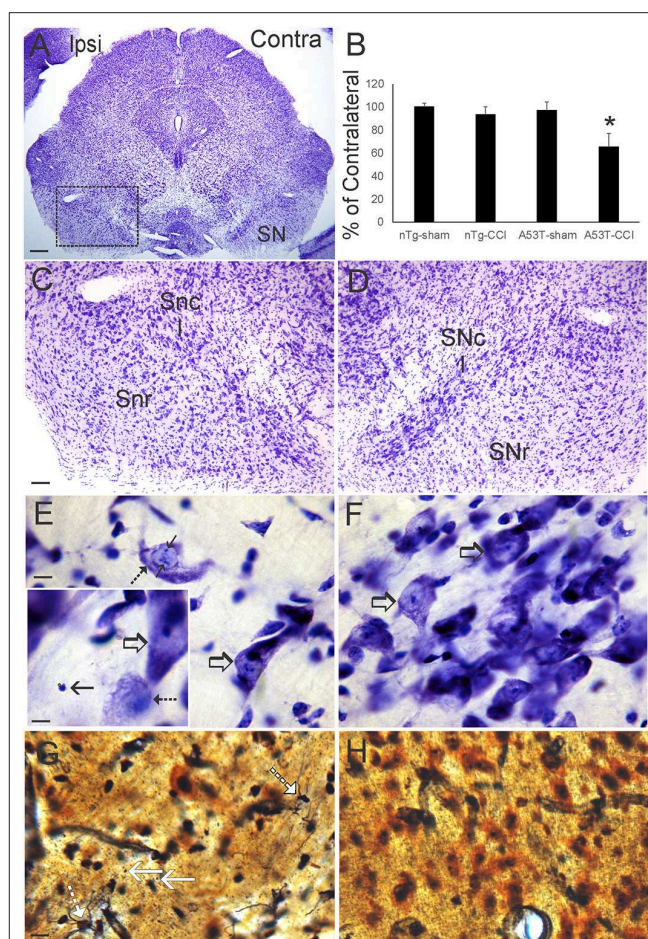 A
Ipsi
Contra
SN
B
% of Contralateral
120
100
80
60
40
20
0
*
nTg-sham
nTg-CCI
A53T-sham
A53T-CCI
C
Snc
Snr
D
SNc
SNr
E
F
G
H